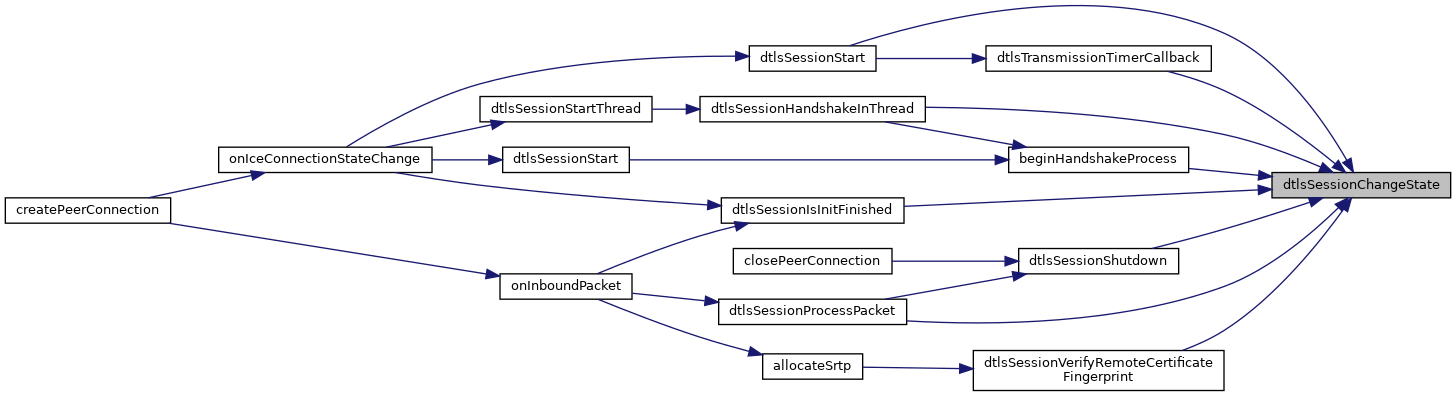 dtlsSessionStart
dtlsTransmissionTimerCallback
dtlsSessionStartThread
dtlsSessionHandshakeInThread
onIceConnectionStateChange
dtlsSessionStart
beginHandshakeProcess
dtlsSessionChangeState
createPeerConnection
dtlsSessionIsInitFinished
closePeerConnection
dtlsSessionShutdown
onInboundPacket
dtlsSessionProcessPacket
allocateSrtp
dtlsSessionVerifyRemoteCertificate
Fingerprint